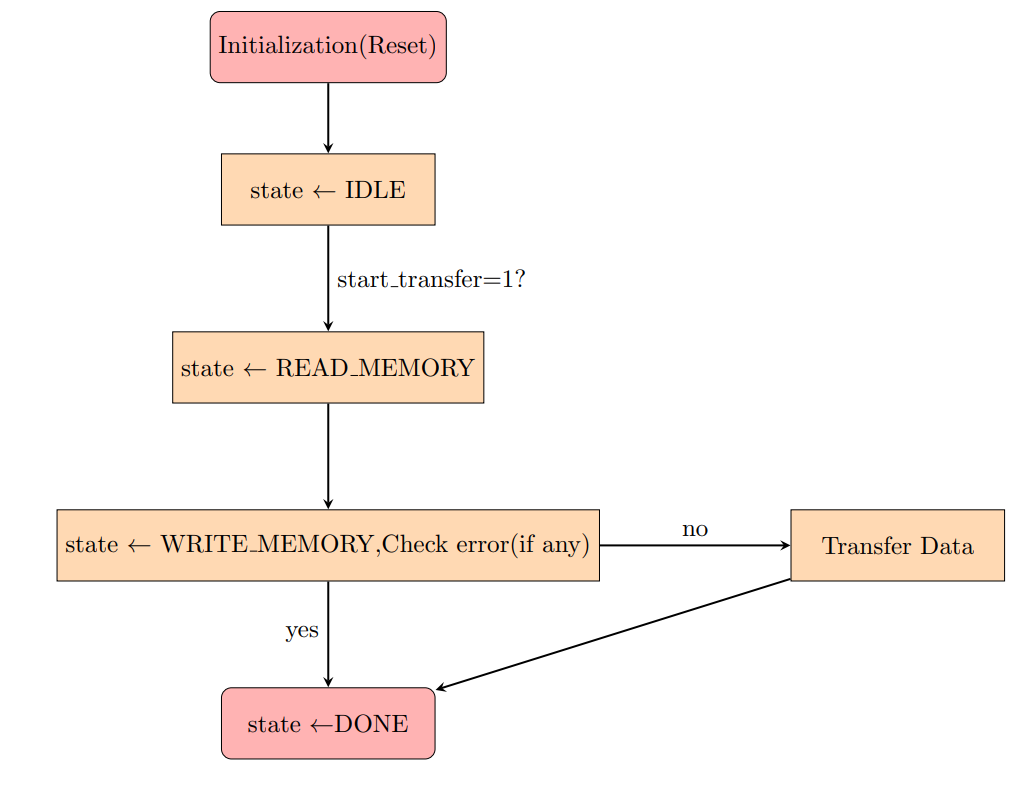 Initialization(Reset)
state ← IDLE
start_transfer=1?
state ← READ_MEMORY
state ← WRITE_MEMORY,Check error(if any)
no
Transfer Data
yes
state ←DONE